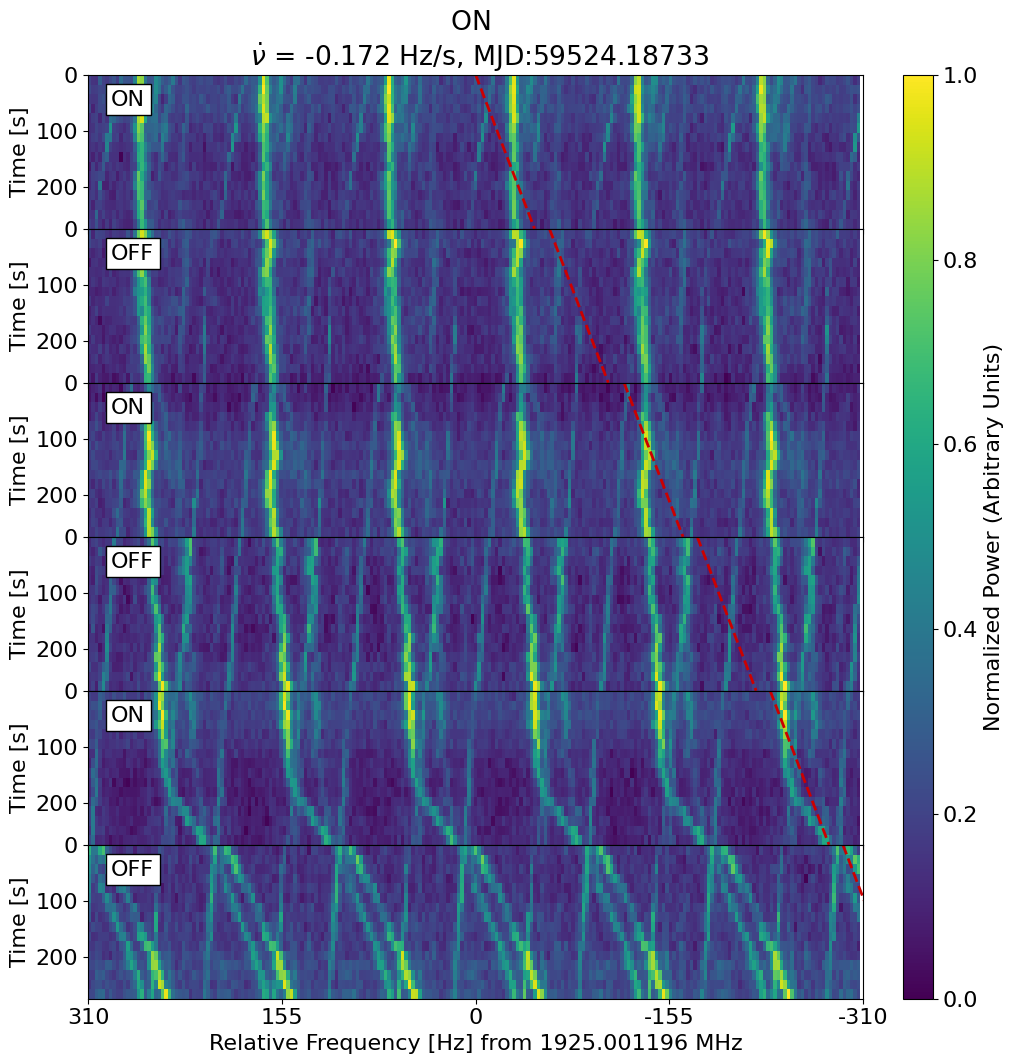 ON
ν̇ = -0.172 Hz/s, MJD:59524.18733
ON
OFF
ON
OFF
ON
OFF
0
100
200
0
100
200
0
100
200
0
100
200
0
100
200
0
100
200
Time [s]
Time [s]
Time [s]
Time [s]
Time [s]
Time [s]
310
155
0
-155
-310
Relative Frequency [Hz] from 1925.001196 MHz
1.0
0.8
0.6
0.4
0.2
0.0
Normalized Power (Arbitrary Units)